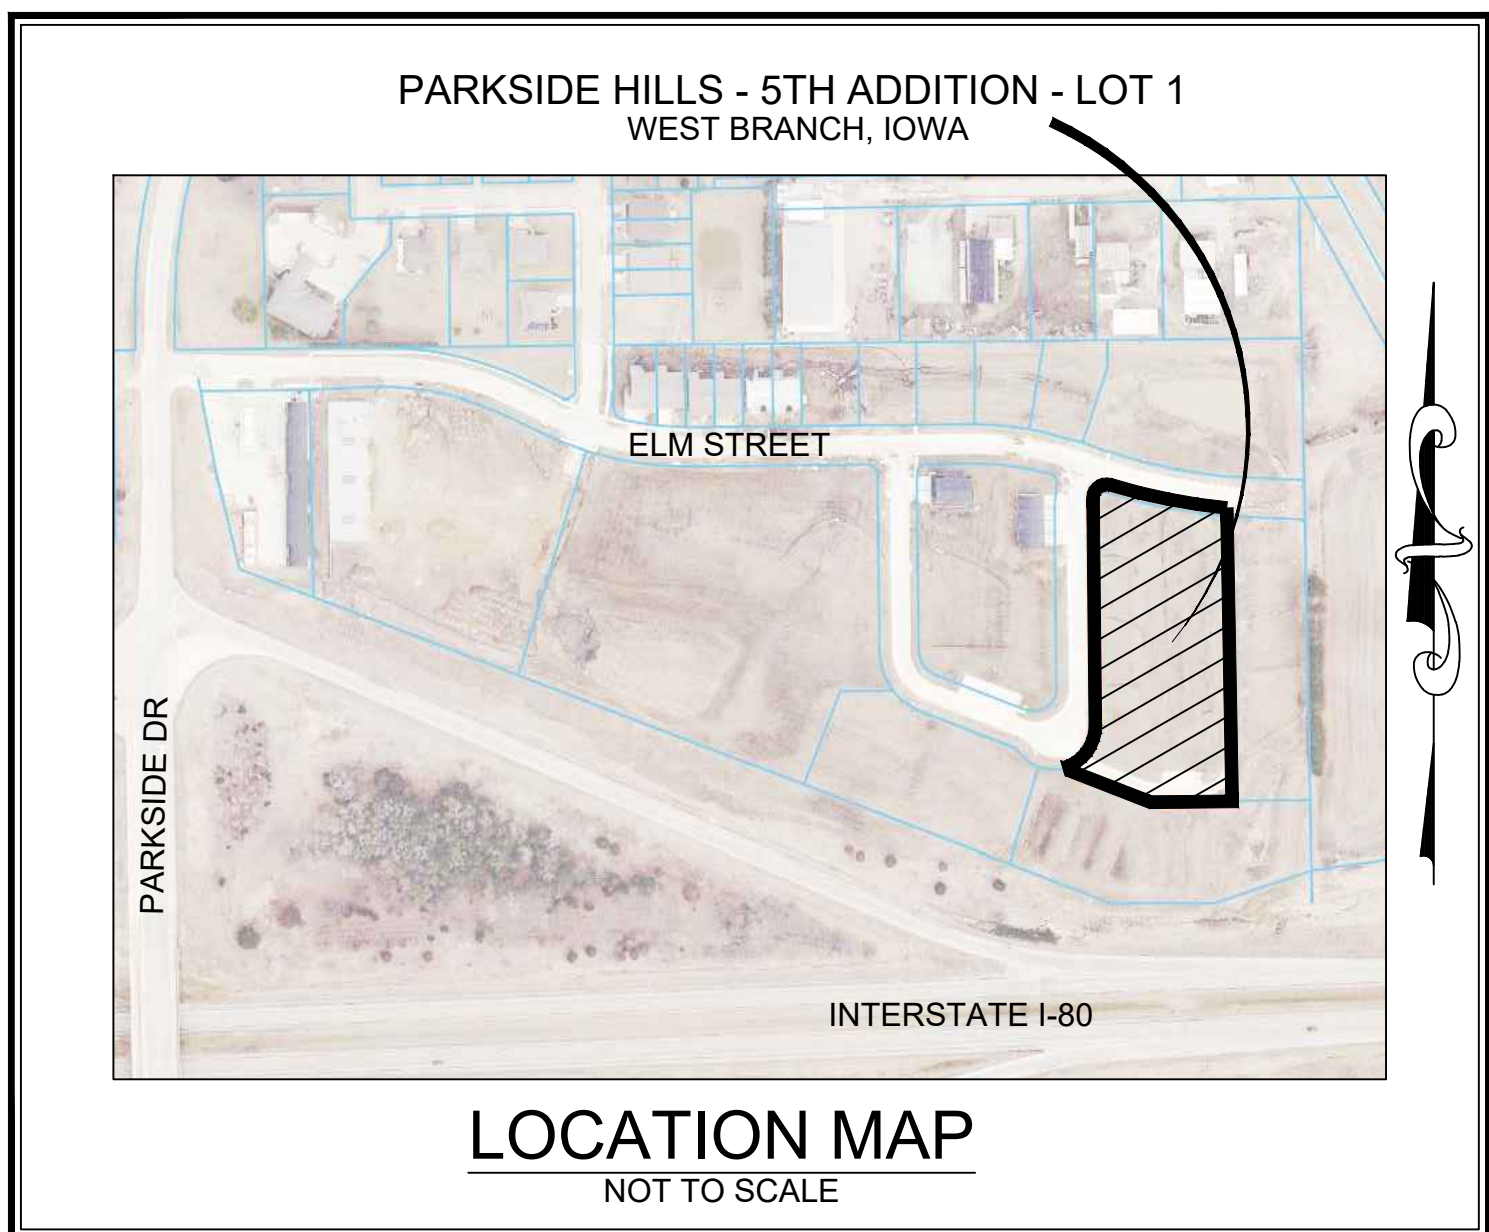 PARKSIDE HILLS - 5TH ADDITION - LOT 1
WEST BRANCH, IOWA
ELM STREET
PARKSIDE DR
INTERSTATE I-80
LOCATION MAP
NOT TO SCALE